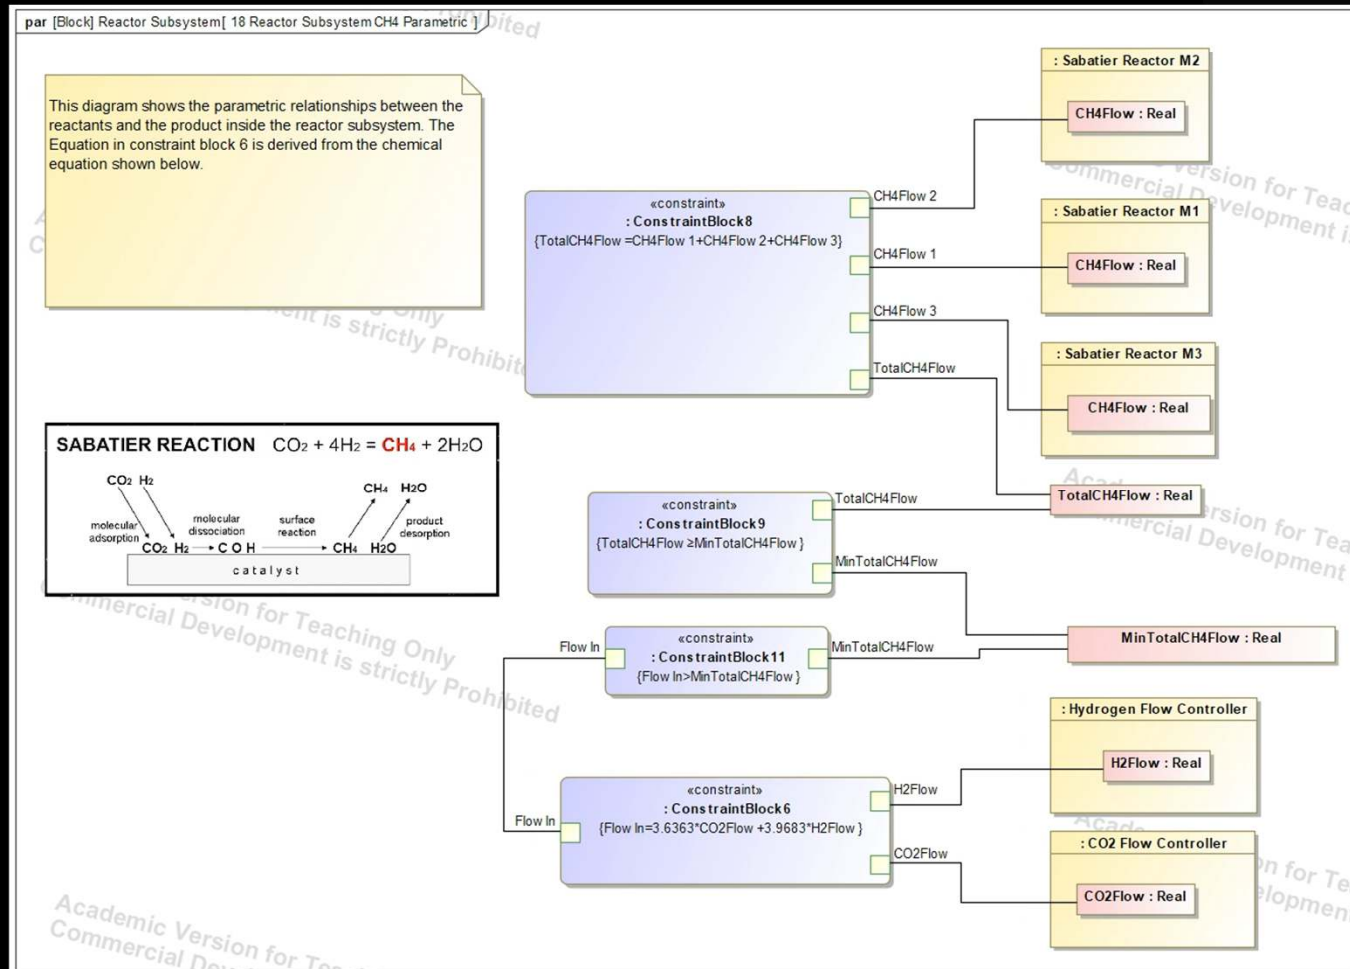 par [Block] Reactor Subsystem[ 18 Reactor Subsystem CH4 Parametric ]
This diagram shows the parametric relationships between the
reactants and the product inside the reactor subsystem. The
Equation in constraint block 6 is derived from the chemical
equation shown below.
: Sabatier Reactor M2
CH4Flow : Real
«constraint»
: ConstraintBlock8
{TotalCH4Flow =CH4Flow 1+CH4Flow 2+CH4Flow 3}
CH4Flow 2
CH4Flow 1
CH4Flow 3
TotalCH4Flow
: Sabatier Reactor M1
CH4Flow : Real
: Sabatier Reactor M3
CH4Flow : Real
SABATIER REACTION CO2 + 4H2 = CH4 + 2H2O
CO2 H2
CH4 H2O
molecular
adsorption
molecular
dissociation
surface
reaction
product
desorption
CO2 H2 C O H CH4 H2O
catalyst
«constraint»
: ConstraintBlock9
{TotalCH4Flow ≥MinTotalCH4Flow }
TotalCH4Flow
MinTotalCH4Flow
TotalCH4Flow : Real
Flow In
«constraint»
: ConstraintBlock11
{Flow In>MinTotalCH4Flow }
MinTotalCH4Flow
MinTotalCH4Flow : Real
Flow In
«constraint»
: ConstraintBlock6
{Flow In=3.6363*CO2Flow +3.9683*H2Flow }
H2Flow
CO2Flow
: Hydrogen Flow Controller
H2Flow : Real
: CO2 Flow Controller
CO2Flow : Real
Teaching Only
Commercial Development is strictly Prohibited
Academic Version for
Commercial